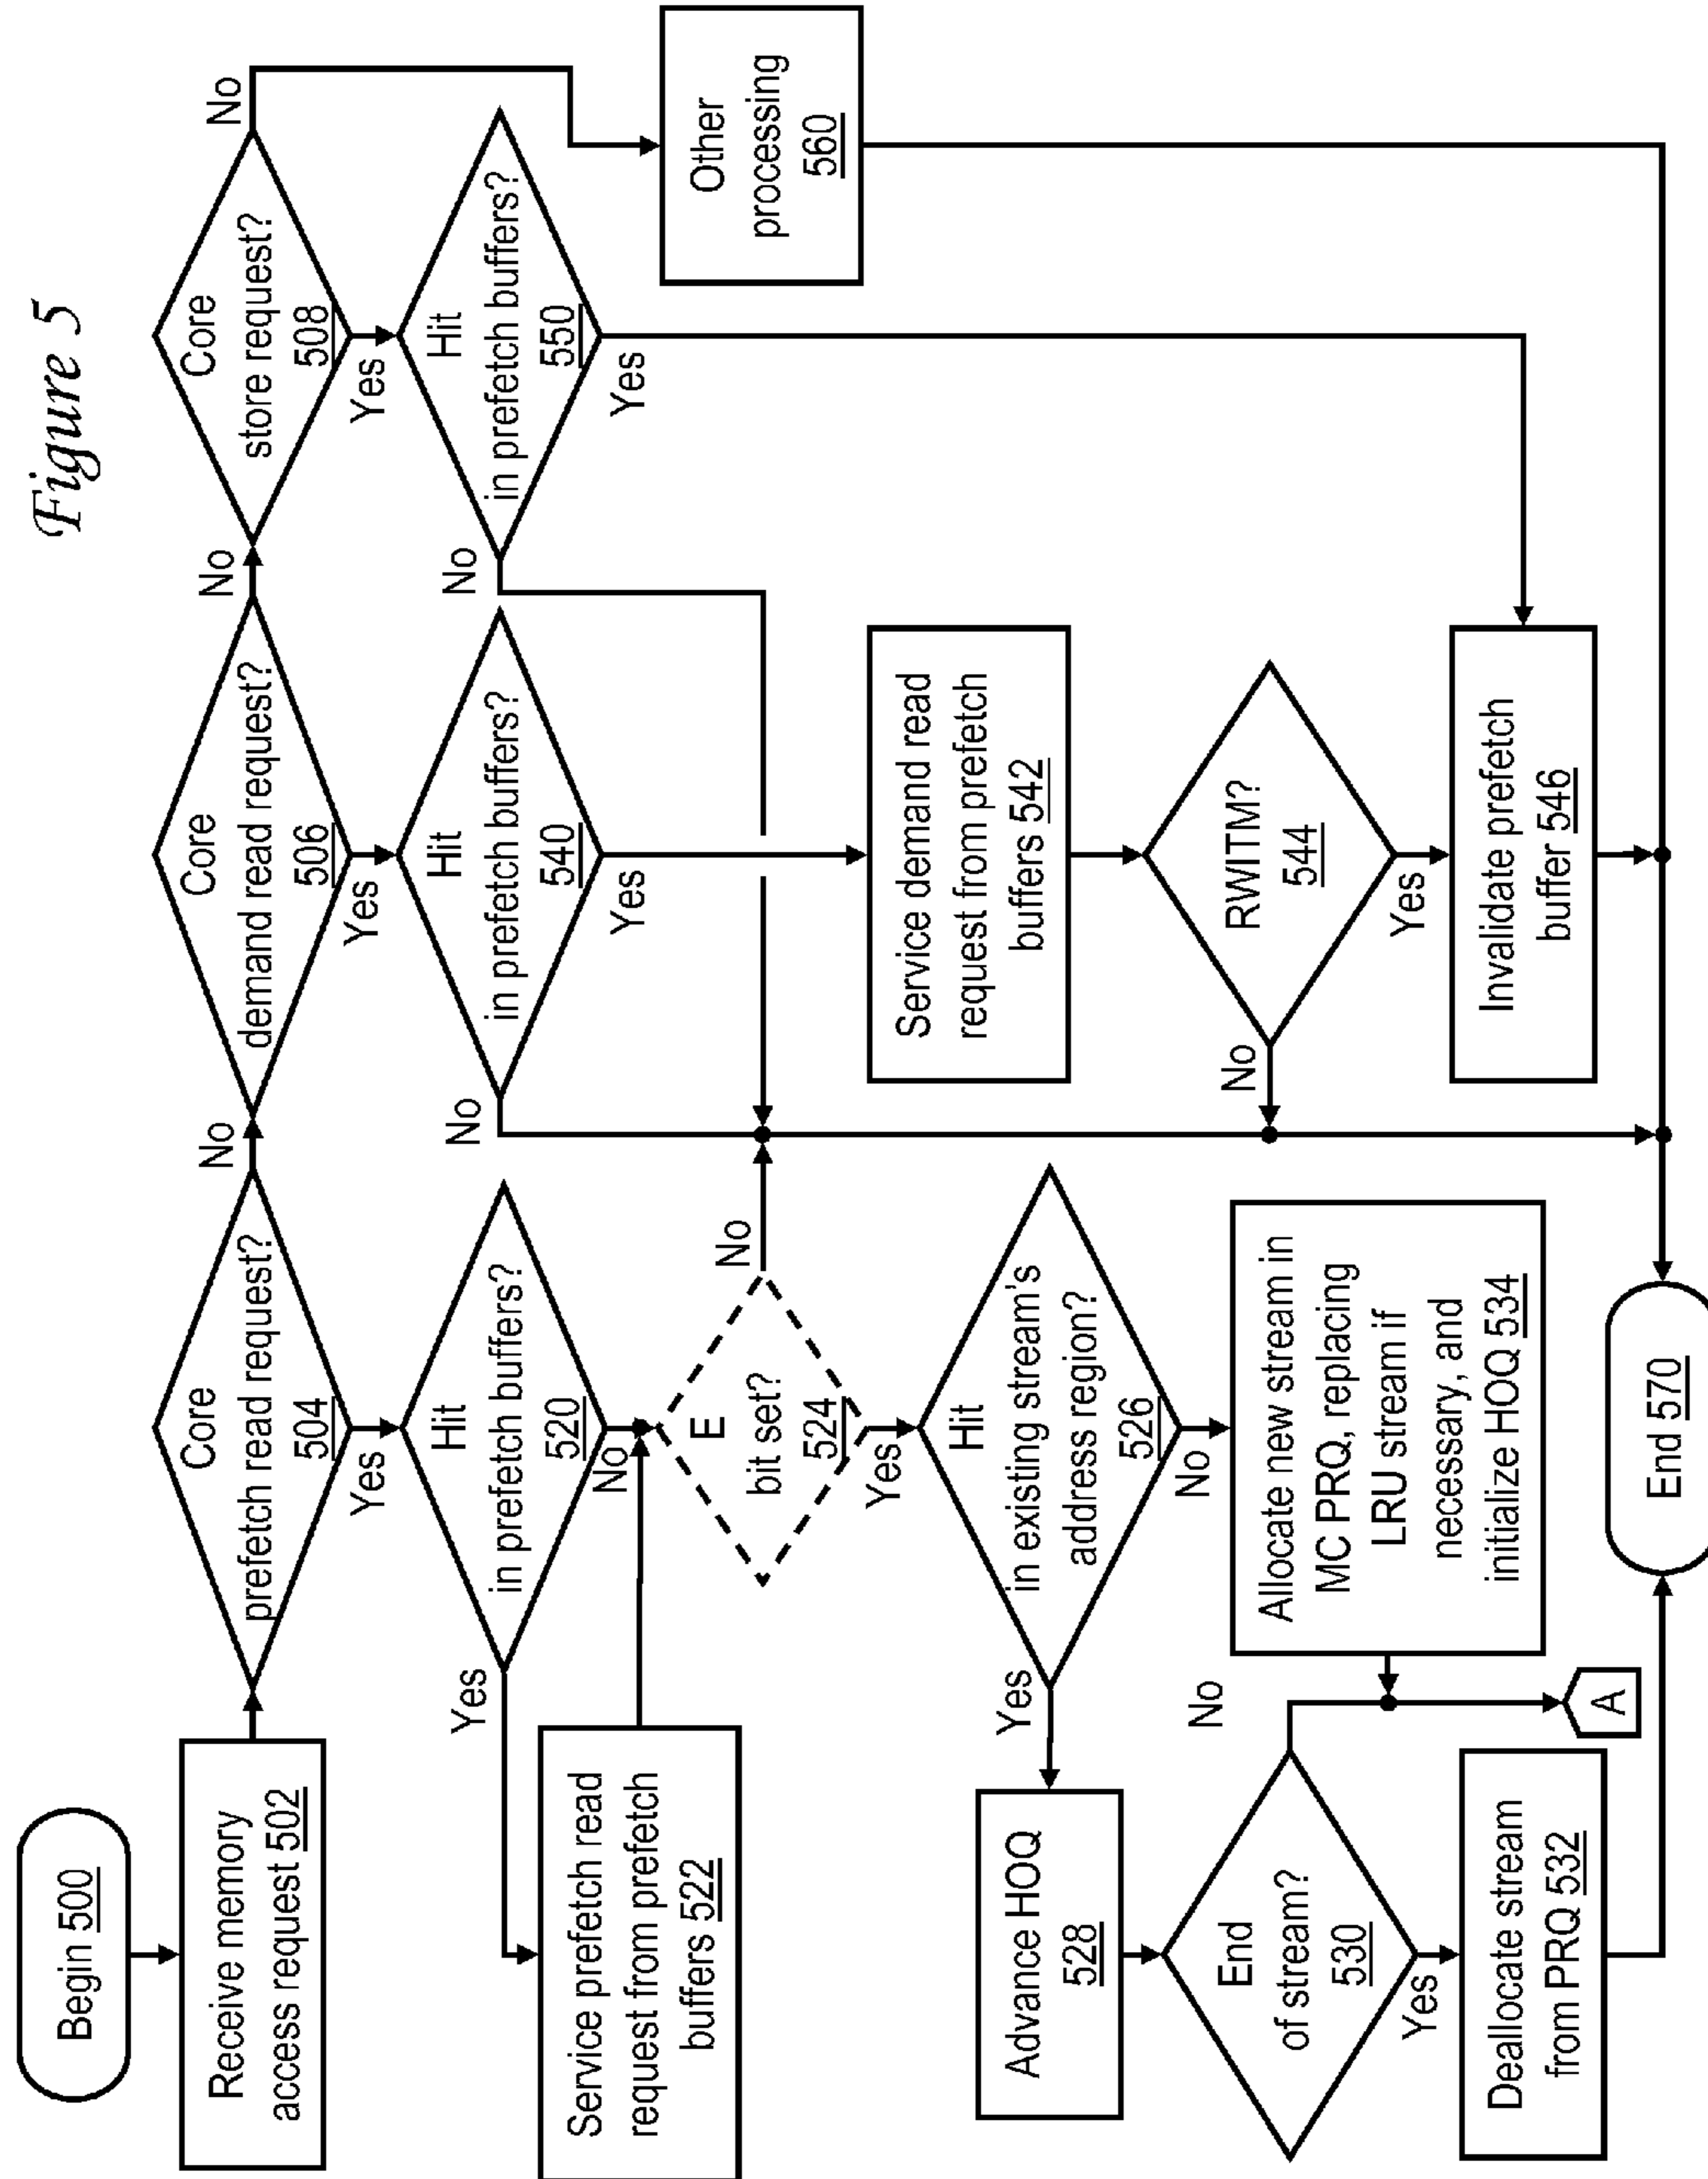 Figure 5
Begin 500
Receive memory
access request 502
Core
prefetch read request?
504
No
Yes
Core
demand read request?
506
No
Yes
Core
store request?
508
No
Yes
Hit
in prefetch buffers?
520
Yes
No
Service prefetch read
request from prefetch
buffers 522
E
bit set?
524
No
Yes
Hit
in existing stream's
address region?
526
Yes
No
Advance HOQ
528
End
of stream?
530
No
Yes
Deallocate stream
from PRQ 532
Allocate new stream in
MC PRQ, replacing
LRU stream if
necessary, and
initialize HOQ 534
A
Hit
in prefetch buffers?
540
No
Yes
Service demand read
request from prefetch
buffers 542
RWITM?
544
No
Yes
Invalidate prefetch
buffer 546
Hit
in prefetch buffers?
550
No
Yes
Other
processing
560
End 570